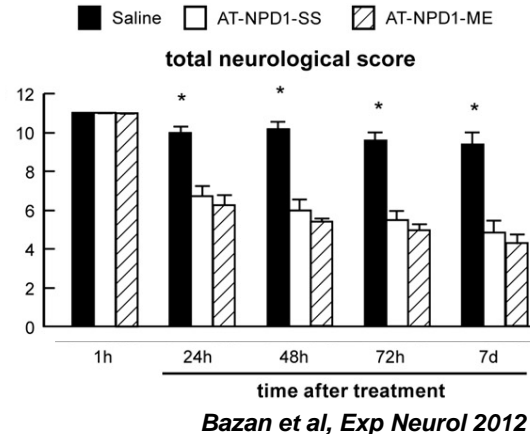 Saline AT-NPD1-SS AT-NPD1-ME
total neurological score
12
* * * *
10
8
6
4
2
0
1h 24h 48h 72h 7d
time after treatment
Bazan et al, Exp Neurol 2012